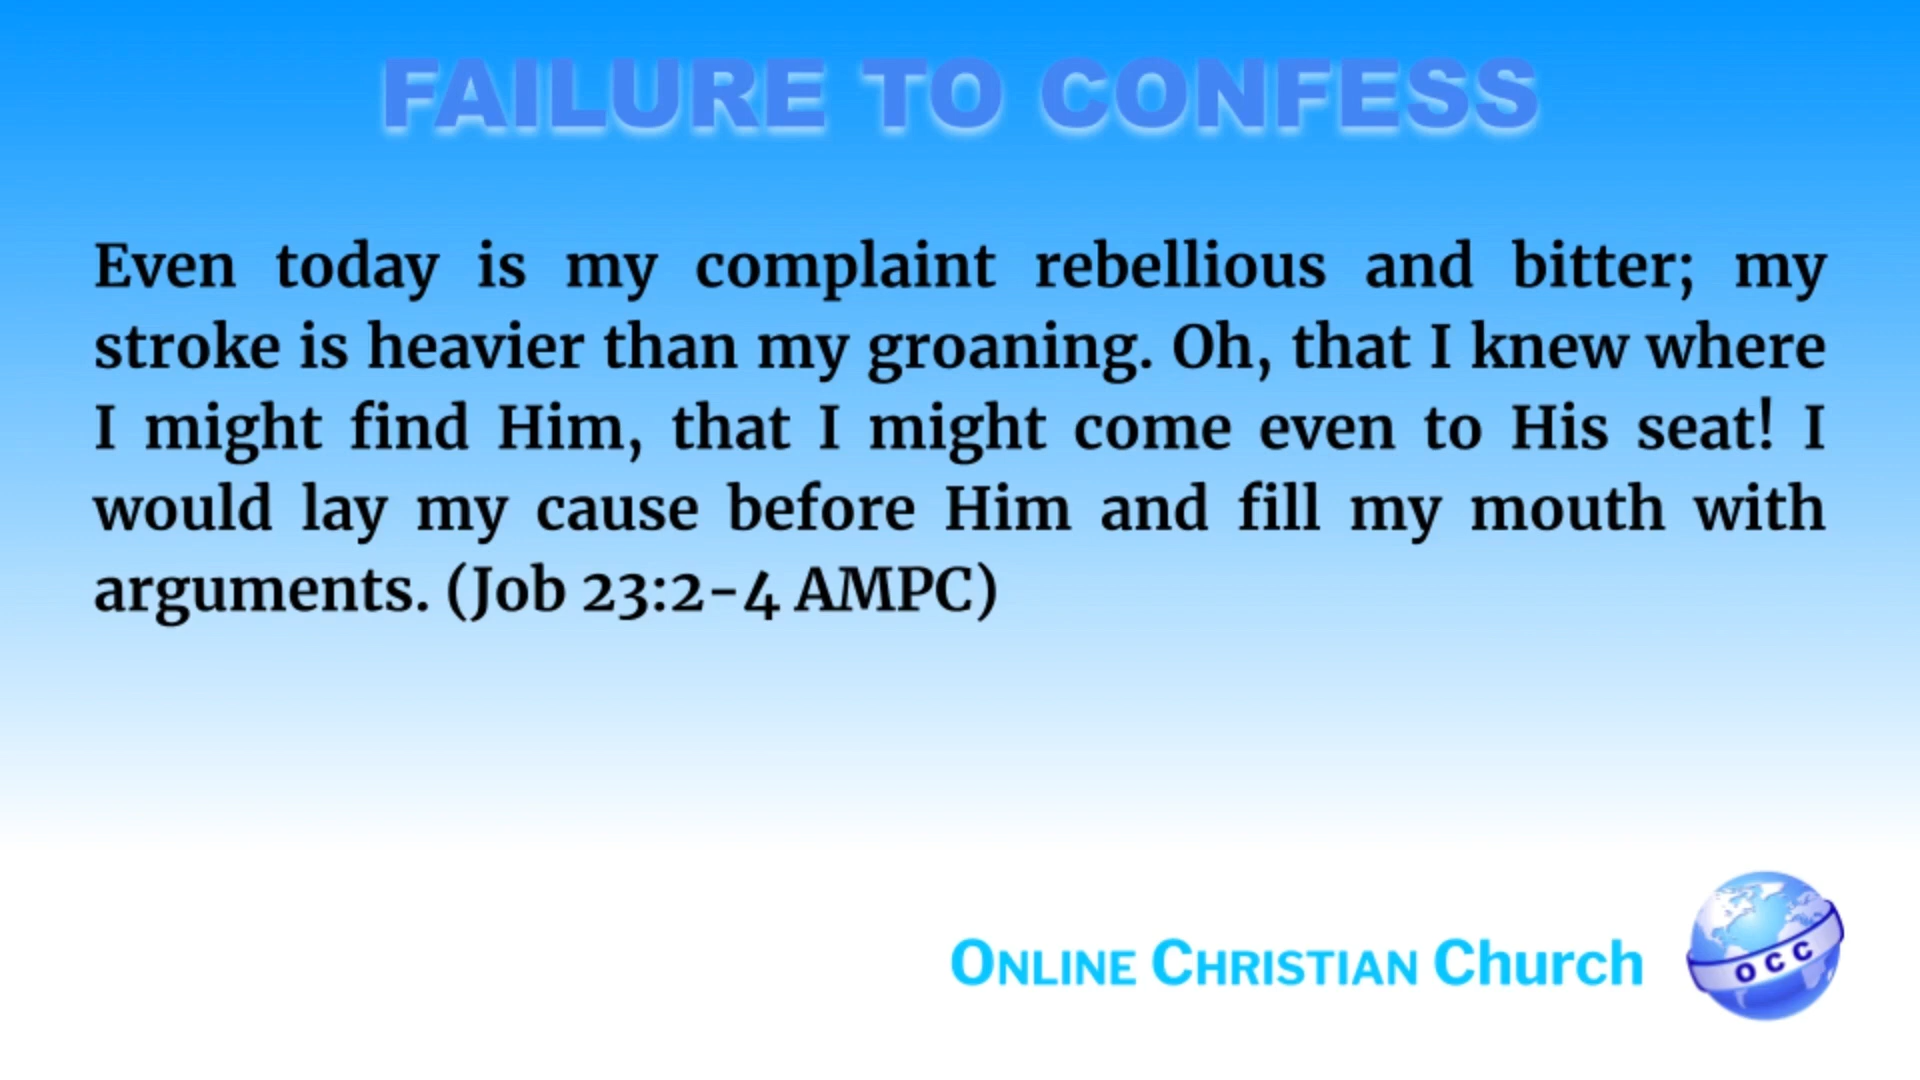 FAILURE TO CONFESS
Even today is my complaint rebellious and bitter; my
stroke is heavier than my groaning. Oh, that I knew where
I might find Him, that I might come even to His seat! I
would lay my cause before Him and fill my mouth with
arguments. (Job 23:2-4 AMPC)
ONLINE CHRISTIAN Church
OCC